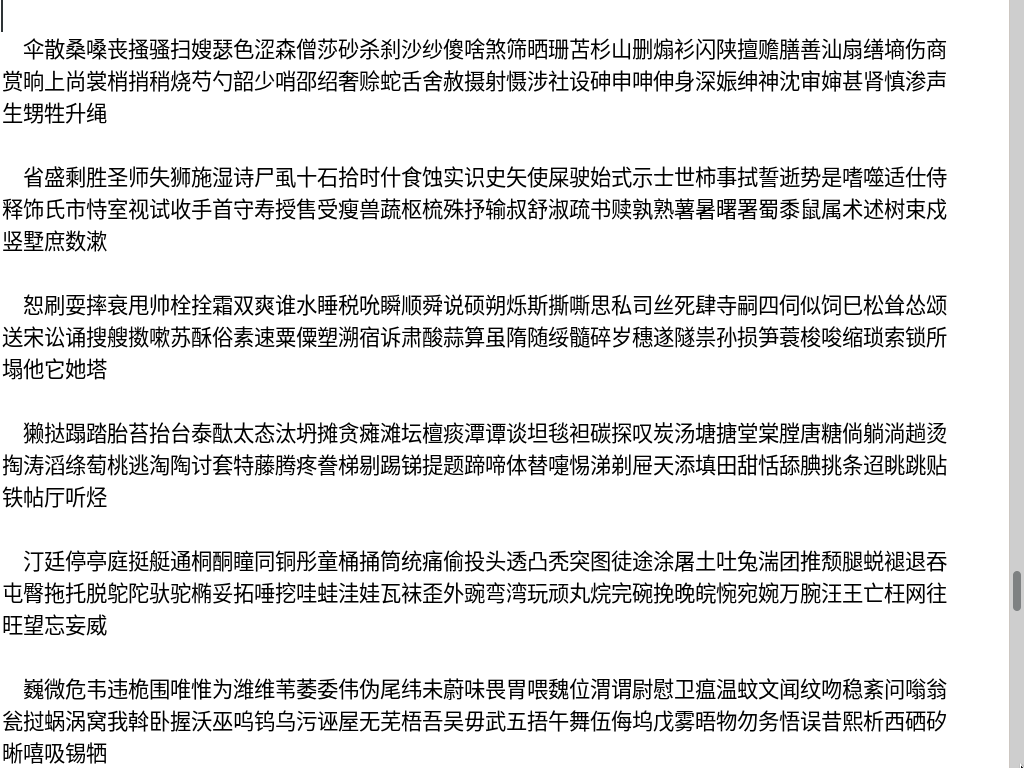 伞散桑嗓丧搔骚扫嫂瑟色涩森僧莎砂杀刹沙纱傻啥煞筛晒珊苫杉山删煽衫闪陕擅赡膳善汕扇缮墒伤商
赏晌上尚裳梢捎稍烧芍勺韶少哨邵绍奢赊蛇舌舍赦摄射慑涉社设砷申呻伸身深娠绅神沈审婶甚肾慎渗声
生甥牲升绳
省盛剩胜圣师失狮施湿诗尸虱十石拾时什食蚀实识史矢使屎驶始式示士世柿事拭誓逝势是嗜噬适仕侍
释饰氏市恃室视试收手首守寿授售受瘦兽蔬枢梳殊抒输叔舒淑疏书赎孰熟薯暑曙署蜀黍鼠属术述树束戍
竖墅庶数漱
恕刷耍摔衰甩帅栓拴霜双爽谁水睡税吮瞬顺舜说硕朔烁斯撕嘶思私司丝死肆寺嗣四伺似饲巳松耸怂颂
送宋讼诵搜艘擞嗽苏酥俗素速粟僳塑溯宿诉肃酸蒜算虽隋随绥髓碎岁穗遂隧祟孙损笋蓑梭唆缩琐索锁所
塌他它她塔
獭挞蹋踏胎苔抬台泰酞太态汰坍摊贪瘫滩坛檀痰潭谭谈坦毯袒碳探叹炭汤塘搪堂棠膛唐糖倘躺淌趟烫
掏涛滔绦萄桃逃淘陶讨套特藤腾疼誊梯剔踢锑提题蹄啼体替嚏惕涕剃屉天添填田甜恬舔腆挑条迢眺跳贴
铁帖厅听烃
汀廷停亭庭挺艇通桐酮瞳同铜彤童桶捅筒统痛偷投头透凸秃突图徒途涂屠土吐兔湍团推颓腿蜕褪退吞
屯臀拖托脱鸵陀驮驼椭妥拓唾挖哇蛙洼娃瓦袜歪外豌弯湾玩顽丸烷完碗挽晚皖惋宛婉万腕汪王亡枉网往
旺望忘妄威
巍微危韦违桅围唯惟为潍维苇萎委伟伪尾纬未蔚味畏胃喂魏位渭谓尉慰卫瘟温蚊文闻纹吻稳紊问嗡翁
瓮挝蜗涡窝我斡卧握沃巫呜钨乌污诬屋无芜梧吾吴毋武五捂午舞伍侮坞戊雾晤物勿务悟误昔熙析西硒矽
晰嘻吸锡牺